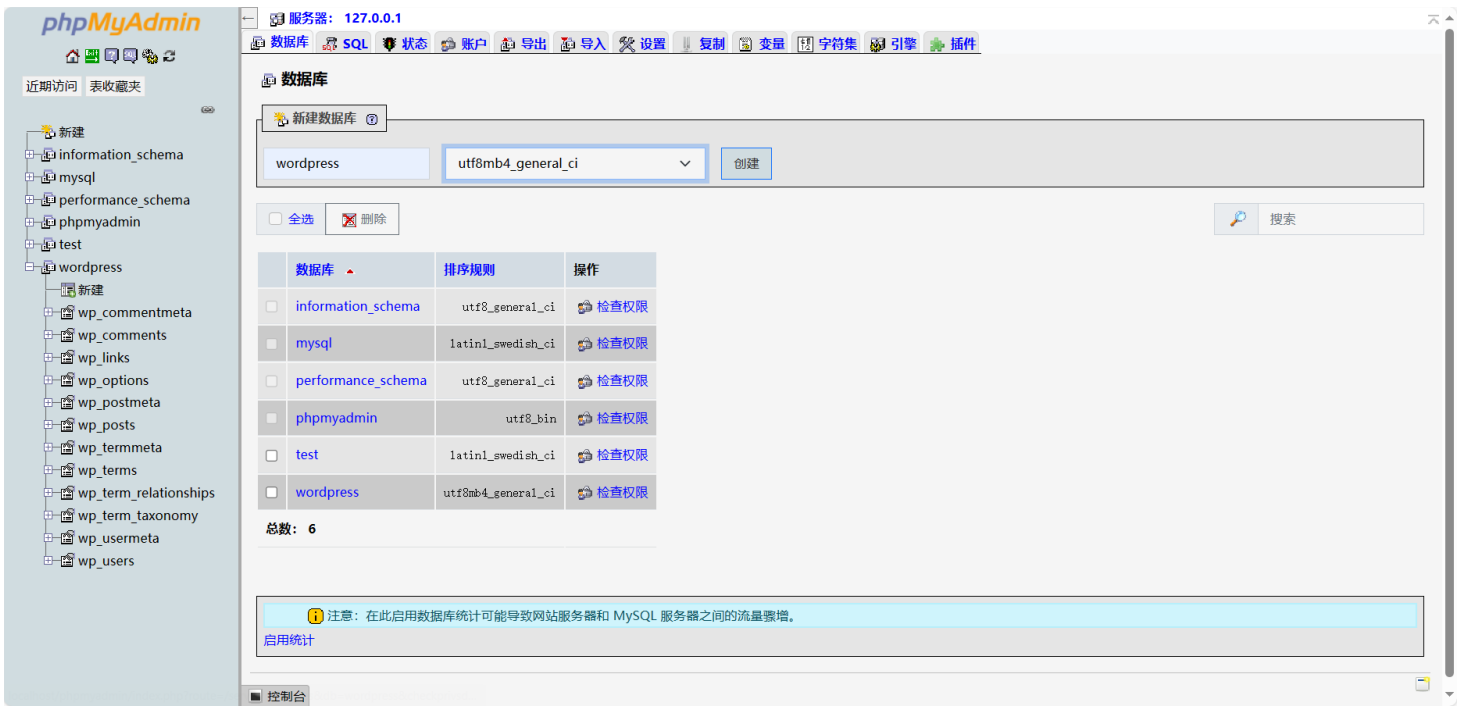 phpMyAdmin
近期访问 表收藏夹
新建
information_schema
mysql
performance_schema
phpmyadmin
test
wordpress
新建
wp_commentmeta
wp_comments
wp_links
wp_options
wp_postmeta
wp_posts
wp_termmeta
wp_terms
wp_term_relationships
wp_term_taxonomy
wp_usermeta
wp_users
服务器: 127.0.0.1
数据库 SQL 状态 账户 导出 导入 设置 复制 变量 字符集 引擎 插件
数据库
新建数据库
wordpress utf8mb4_general_ci 创建
全选 删除 搜索
数据库 排序规则 操作
information_schema utf8_general_ci 检查权限
mysql latin1_swedish_ci 检查权限
performance_schema utf8_general_ci 检查权限
phpmyadmin utf8_bin 检查权限
test latin1_swedish_ci 检查权限
wordpress utf8mb4_general_ci 检查权限
总数: 6
注意：在此启用数据库统计可能导致网站服务器和 MySQL 服务器之间的流量骤增。
启用统计
控制台